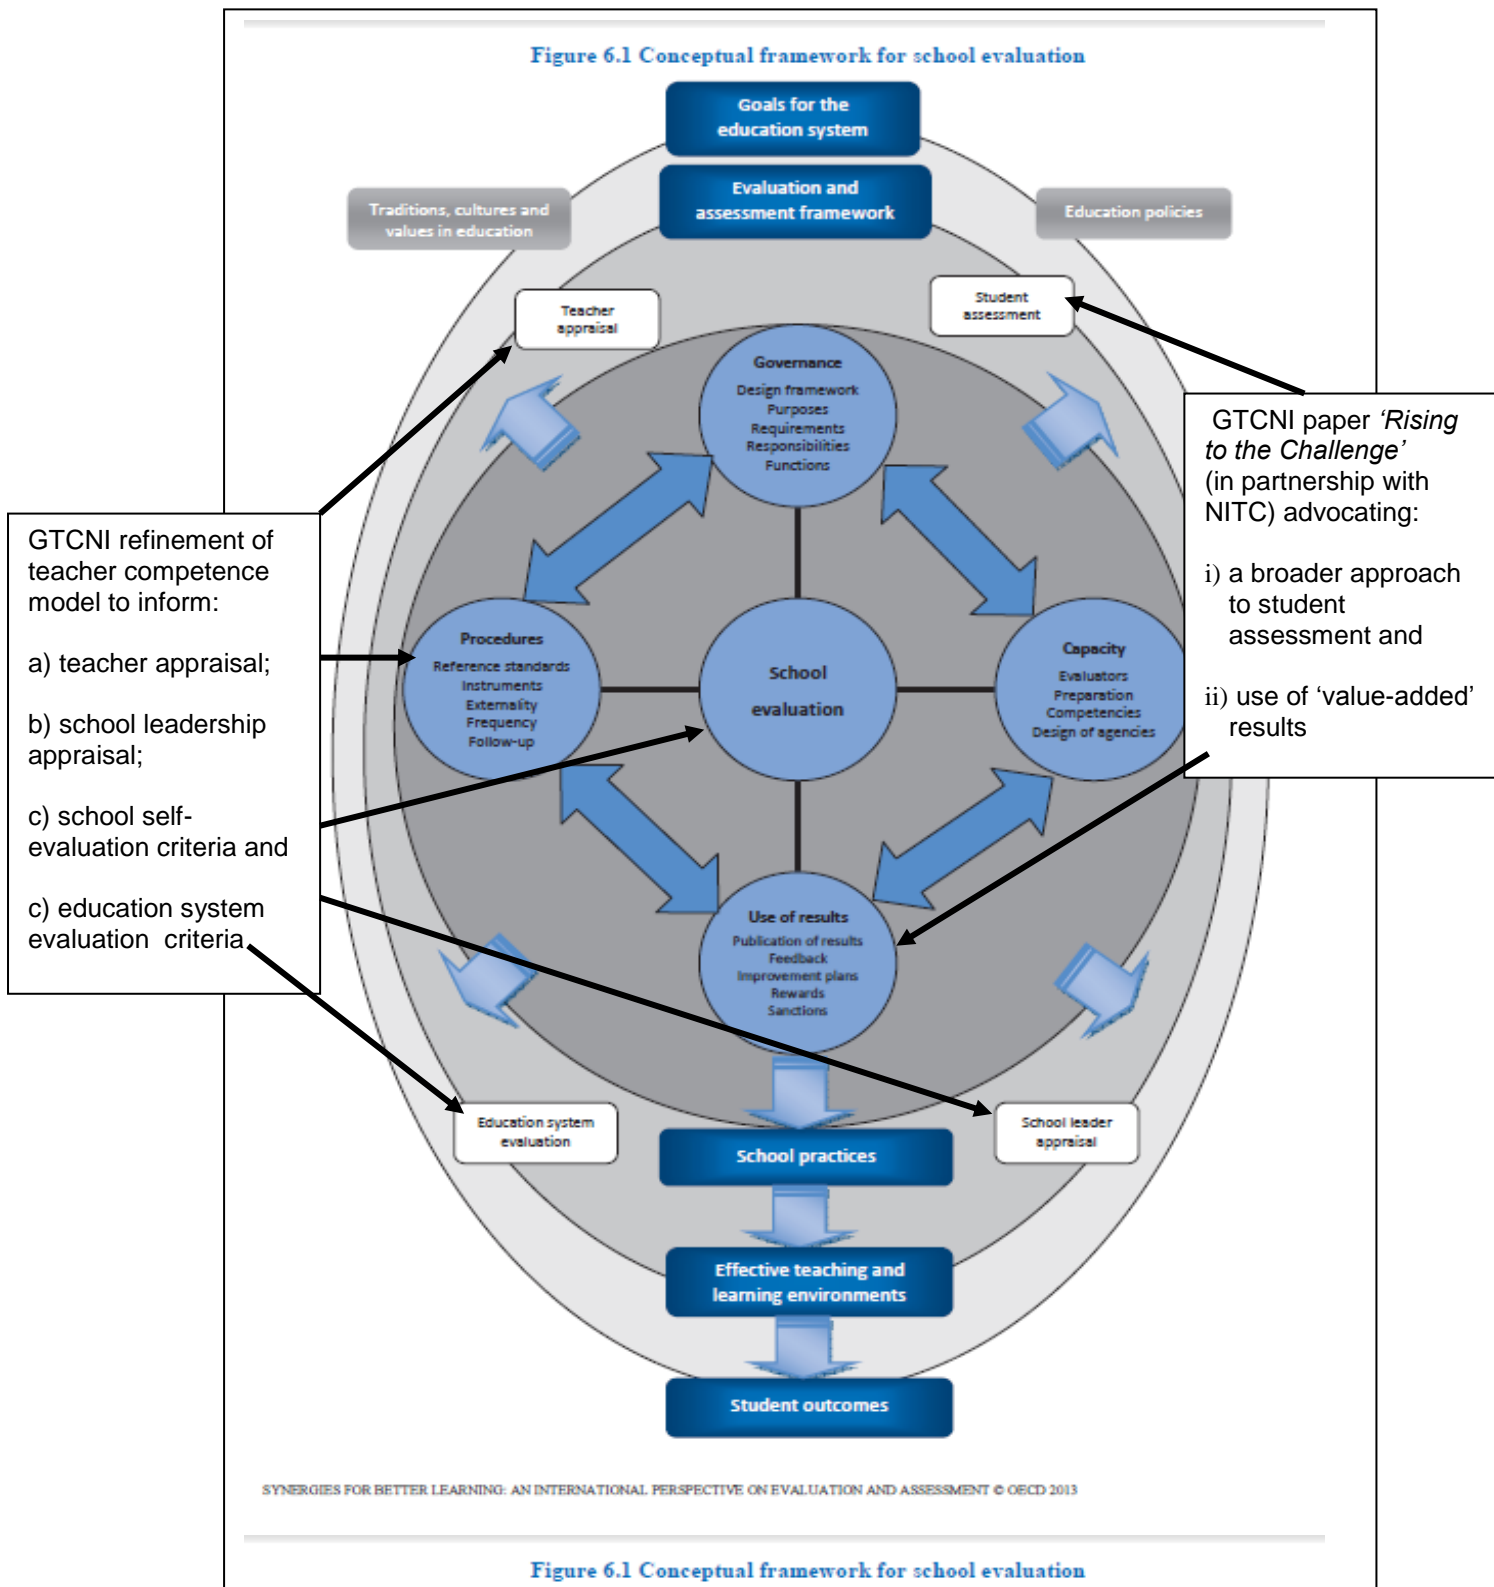 Figure 6.1 Conceptual framework for school evaluation
Goals for the
education system
Evaluation and
assessment framework
Traditions, cultures and
values in education
Education policies
Teacher
appraisal
Student
assessment
Governance
Design framework
Purposes
Requirements
Responsibilities
Functions
GTCNI paper ‘Rising
to the Challenge’
(in partnership with
NITC) advocating:
i) a broader approach
to student
assessment and
ii) use of ‘value-added’
results
GTCNI refinement of
teacher competence
model to inform:
a) teacher appraisal;
b) school leadership
appraisal;
c) school self-
evaluation criteria and
c) education system
evaluation criteria
Procedures
Reference standards
Instruments
Externality
Frequency
Follow-up
School
evaluation
Capacity
Evaluators
Preparation
Competencies
Design of agencies
Use of results
Publication of results
Feedback
Improvement plans
Rewards
Sanctions
Education system
evaluation
School leader
appraisal
School practices
Effective teaching and
learning environments
Student outcomes
SYNERGIES FOR BETTER LEARNING: AN INTERNATIONAL PERSPECTIVE ON EVALUATION AND ASSESSMENT © OECD 2013
Figure 6.1 Conceptual framework for school evaluation